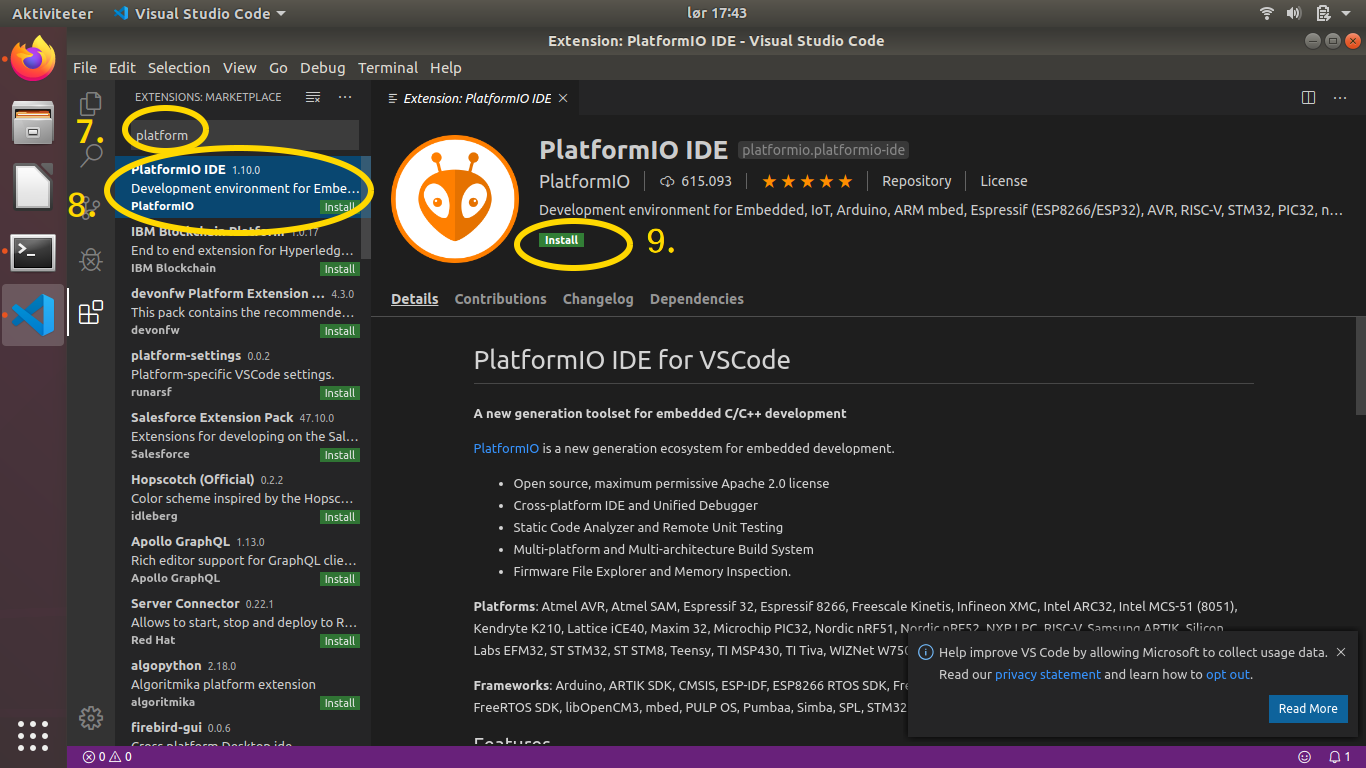 Aktiviteter
Visual Studio Code
lør 17:43
Extension: PlatformIO IDE - Visual Studio Code
File Edit Selection View Go Debug Terminal Help
EXTENSIONS: MARKETPLACE
7.
platform
8.
PlatformIO IDE 1.10.0
Development environment for Embe…
PlatformIO Install
IBM Blockchain Platform 1.0.17
End to end extension for Hyperledg…
IBM Blockchain Install
devonfw Platform Extension … 4.3.0
This pack contains the recommende…
devonfw Install
platform-settings 0.0.2
Platform-specific VSCode settings.
runarsf Install
Salesforce Extension Pack 47.10.0
Extensions for developing on the Sal…
Salesforce Install
Hopscotch (Official) 0.2.2
Color scheme inspired by the Hopsc…
idleberg Install
Apollo GraphQL 1.13.0
Rich editor support for GraphQL clie…
Apollo GraphQL Install
Server Connector 0.22.1
Allows to start, stop and deploy to R…
Red Hat Install
algopython 2.18.0
Algoritmika platform extension
algoritmika Install
firebird-gui 0.0.6
Cross platform Desktop ide
Extension: PlatformIO IDE
PlatformIO IDE platformio.platformio-ide
PlatformIO 615.093 Repository License
Development environment for Embedded, IoT, Arduino, ARM mbed, Espressif (ESP8266/ESP32), AVR, RISC-V, STM32, PIC32, n…
Install
9.
Details Contributions Changelog Dependencies
PlatformIO IDE for VSCode
A new generation toolset for embedded C/C++ development
PlatformIO is a new generation ecosystem for embedded development.
• Open source, maximum permissive Apache 2.0 license
• Cross-platform IDE and Unified Debugger
• Static Code Analyzer and Remote Unit Testing
• Multi-platform and Multi-architecture Build System
• Firmware File Explorer and Memory Inspection.
Platforms: Atmel AVR, Atmel SAM, Espressif 32, Espressif 8266, Freescale Kinetis, Infineon XMC, Intel ARC32, Intel MCS-51 (8051),
Kendryte K210, Lattice iCE40, Maxim 32, Microchip PIC32, Nordic nRF51, Nordic nRF52, NXP LPC, RISC-V, Samsung ARTIK, Silicon
Labs EFM32, ST STM32, ST STM8, Teensy, TI MSP430, TI Tiva, WIZNet W750
Frameworks: Arduino, ARTIK SDK, CMSIS, ESP-IDF, ESP8266 RTOS SDK,
FreeRTOS SDK, libOpenCM3, mbed, PULP OS, Pumbaa, Simba, SPL, STM32
Features
Help improve VS Code by allowing Microsoft to collect usage data.
Read our privacy statement and learn how to opt out.
Read More
0 0
1